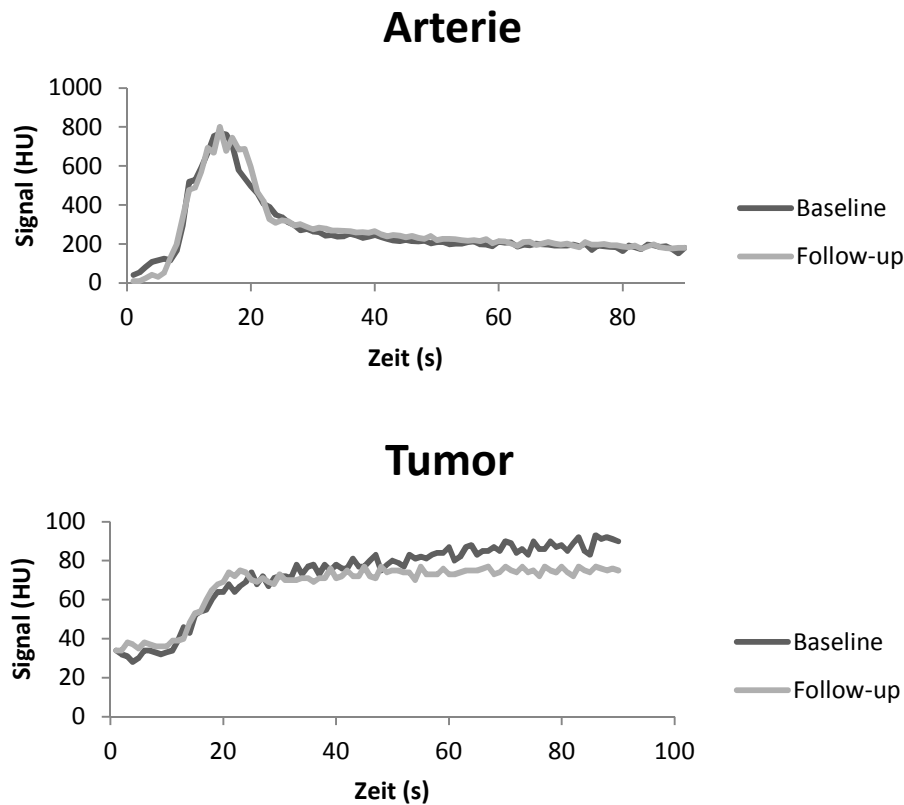 Arterie
1000
800
600
400
200
0
Signal (HU)
0 20 40 60 80
Zeit (s)
Baseline
Follow-up
Tumor
100
80
60
40
20
0
Signal (HU)
0 20 40 60 80 100
Zeit (s)
Baseline
Follow-up